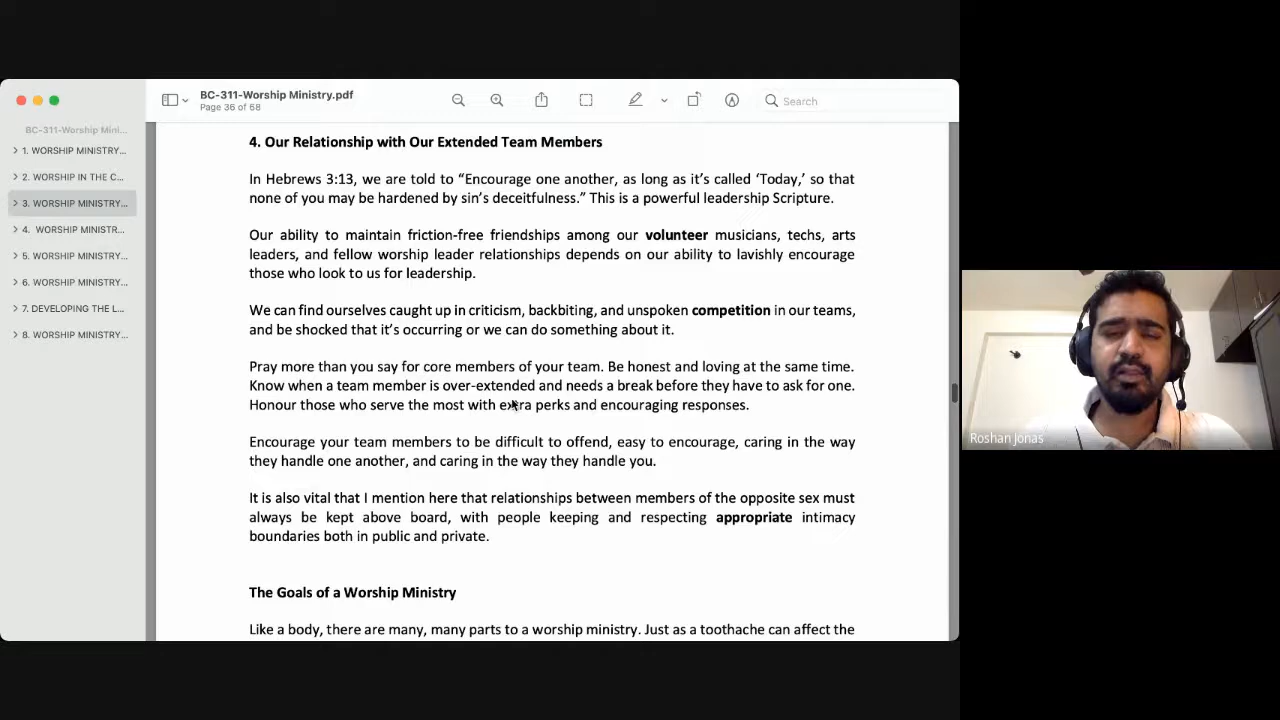 BC-311-Worship Ministry.pdf
Page 36 of 68
Search
BC-311-Worship Mini...
1. WORSHIP MINISTRY...
2. WORSHIP IN THE C...
3. WORSHIP MINISTRY...
4. WORSHIP MINISTR...
5. WORSHIP MINISTRY...
6. WORSHIP MINISTRY...
7. DEVELOPING THE L...
8. WORSHIP MINISTRY...
4. Our Relationship with Our Extended Team Members
In Hebrews 3:13, we are told to “Encourage one another, as long as it’s called ‘Today,’ so that
none of you may be hardened by sin’s deceitfulness.” This is a powerful leadership Scripture.
Our ability to maintain friction-free friendships among our volunteer musicians, techs, arts
leaders, and fellow worship leader relationships depends on our ability to lavishly encourage
those who look to us for leadership.
We can find ourselves caught up in criticism, backbiting, and unspoken competition in our teams,
and be shocked that it’s occurring or we can do something about it.
Pray more than you say for core members of your team. Be honest and loving at the same time.
Know when a team member is over-extended and needs a break before they have to ask for one.
Honour those who serve the most with extra perks and encouraging responses.
Encourage your team members to be difficult to offend, easy to encourage, caring in the way
they handle one another, and caring in the way they handle you.
It is also vital that I mention here that relationships between members of the opposite sex must
always be kept above board, with people keeping and respecting appropriate intimacy
boundaries both in public and private.
The Goals of a Worship Ministry
Like a body, there are many, many parts to a worship ministry. Just as a toothache can affect the
Roshan Jonas